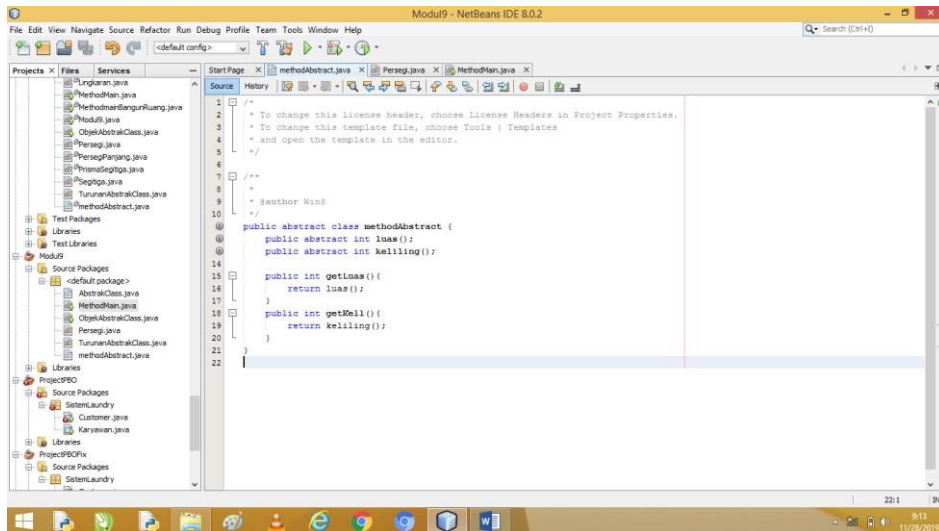 Modul9 - NetBeans IDE 8.0.2
File Edit View Navigate Source Refactor Run Debug Profile Team Tools Window Help
Search (Ctrl+I)
<default config>
Projects Files Services
Start Page methodAbstract.java Persegi.java MethodMain.java
Source History
Lingkaran.java
MethodMain.java
MethodmainBangunRuang.java
Modul9.java
ObjekAbstrakClass.java
Persegi.java
PersegiPanjang.java
PrismaSegitiga.java
Segitiga.java
TurunanAbstrakClass.java
methodAbstract.java
Test Packages
Libraries
Test Libraries
Modul9
Source Packages
<default package>
AbstrakClass.java
MethodMain.java
ObjekAbstrakClass.java
Persegi.java
TurunanAbstrakClass.java
methodAbstract.java
Libraries
ProjectPBO
Source Packages
SistemLaundry
Customer.java
Karyawan.java
Libraries
ProjectPBOFix
Source Packages
SistemLaundry
1 /*
2 * To change this license header, choose License Headers in Project Properties.
3 * To change this template file, choose Tools | Templates
4 * and open the template in the editor.
5 */
6
7 /**
8 *
9 * @author Win8
10 */
public abstract class methodAbstract {
public abstract int luas();
public abstract int keliling();
14
15 public int getLuas(){
16 return luas();
17 }
18 public int getKell(){
19 return keliling();
20 }
21 }
22
22:1
9:13
11/28/2019